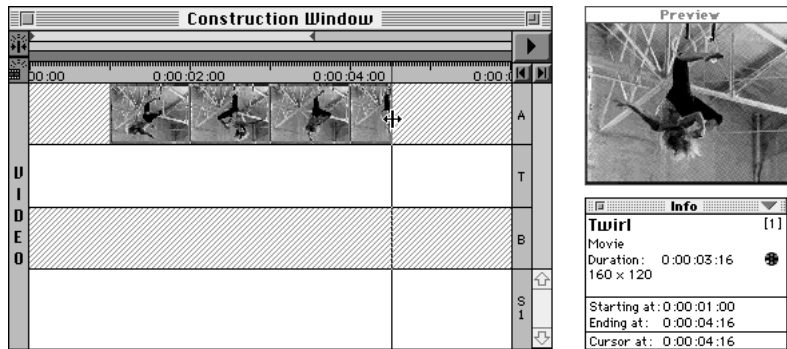 Construction Window
00:00 0:00:02:00 0:00:04:00 0:00:0
VIDEO
A
T
B
S
1
Preview
Info
Twirl [1]
Movie
Duration: 0:00:03:16
160 × 120
Starting at: 0:00:01:00
Ending at: 0:00:04:16
Cursor at: 0:00:04:16